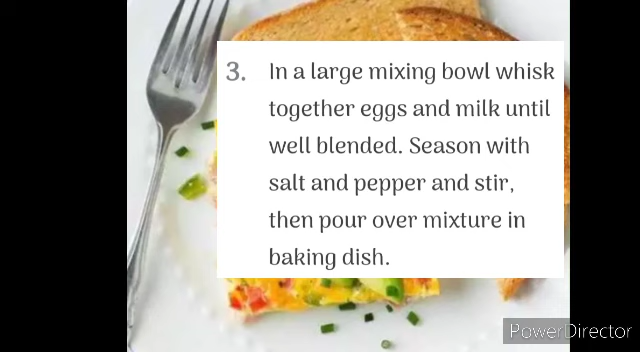 3. In a large mixing bowl whisk
together eggs and milk until
well blended. Season with
salt and pepper and stir,
then pour over mixture in
baking dish.
PowerDirector